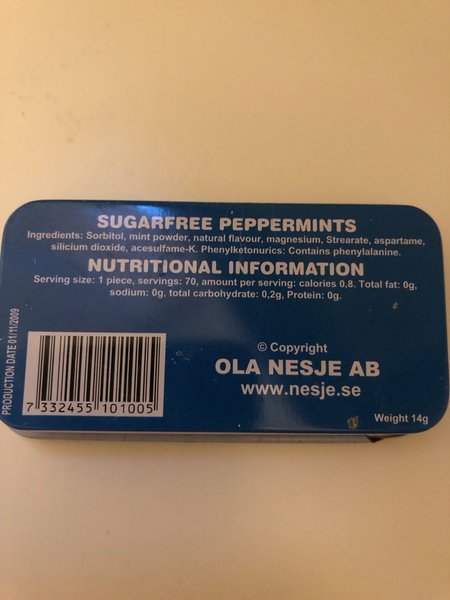 SUGARFREE PEPPERMINTS
Ingredients: Sorbitol, mint powder, natural flavour, magnesium, Strearate, aspartame,
silicium dioxide, acesulfame-K. Phenylketonurics: Contains phenylalanine.
NUTRITIONAL INFORMATION
Serving size: 1 piece, servings: 70, amount per serving: calories 0,8. Total fat: 0g,
sodium: 0g, total carbohydrate: 0,2g, Protein: 0g.
PRODUCTION DATE 01/11/2009
7 332455 101005
© Copyright
OLA NESJE AB
www.nesje.se
Weight 14g